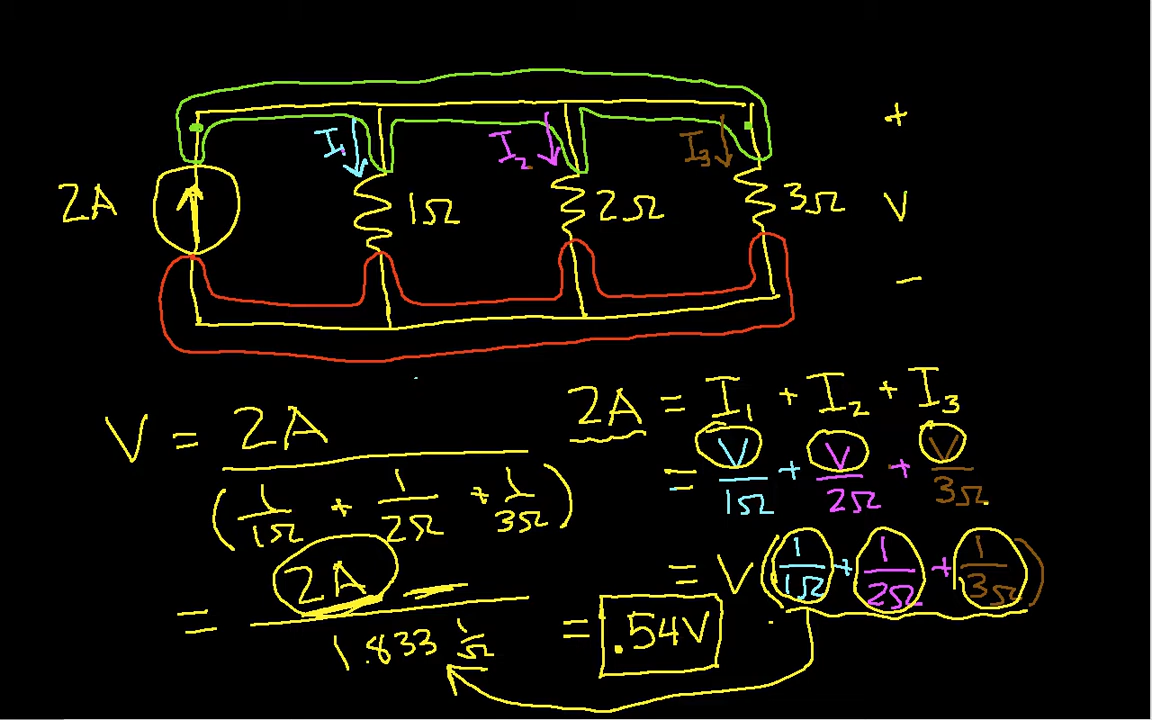 I₁ I₂ I₃ +
2A 1Ω 2Ω 3Ω V
−
2A = I₁ + I₂ + I₃
= V/1Ω + V/2Ω + V/3Ω
= V (1/1Ω + 1/2Ω + 1/3Ω)
V = 2A / (1/1Ω + 1/2Ω + 1/3Ω)
= 2A / 1.833 1/Ω = .54V